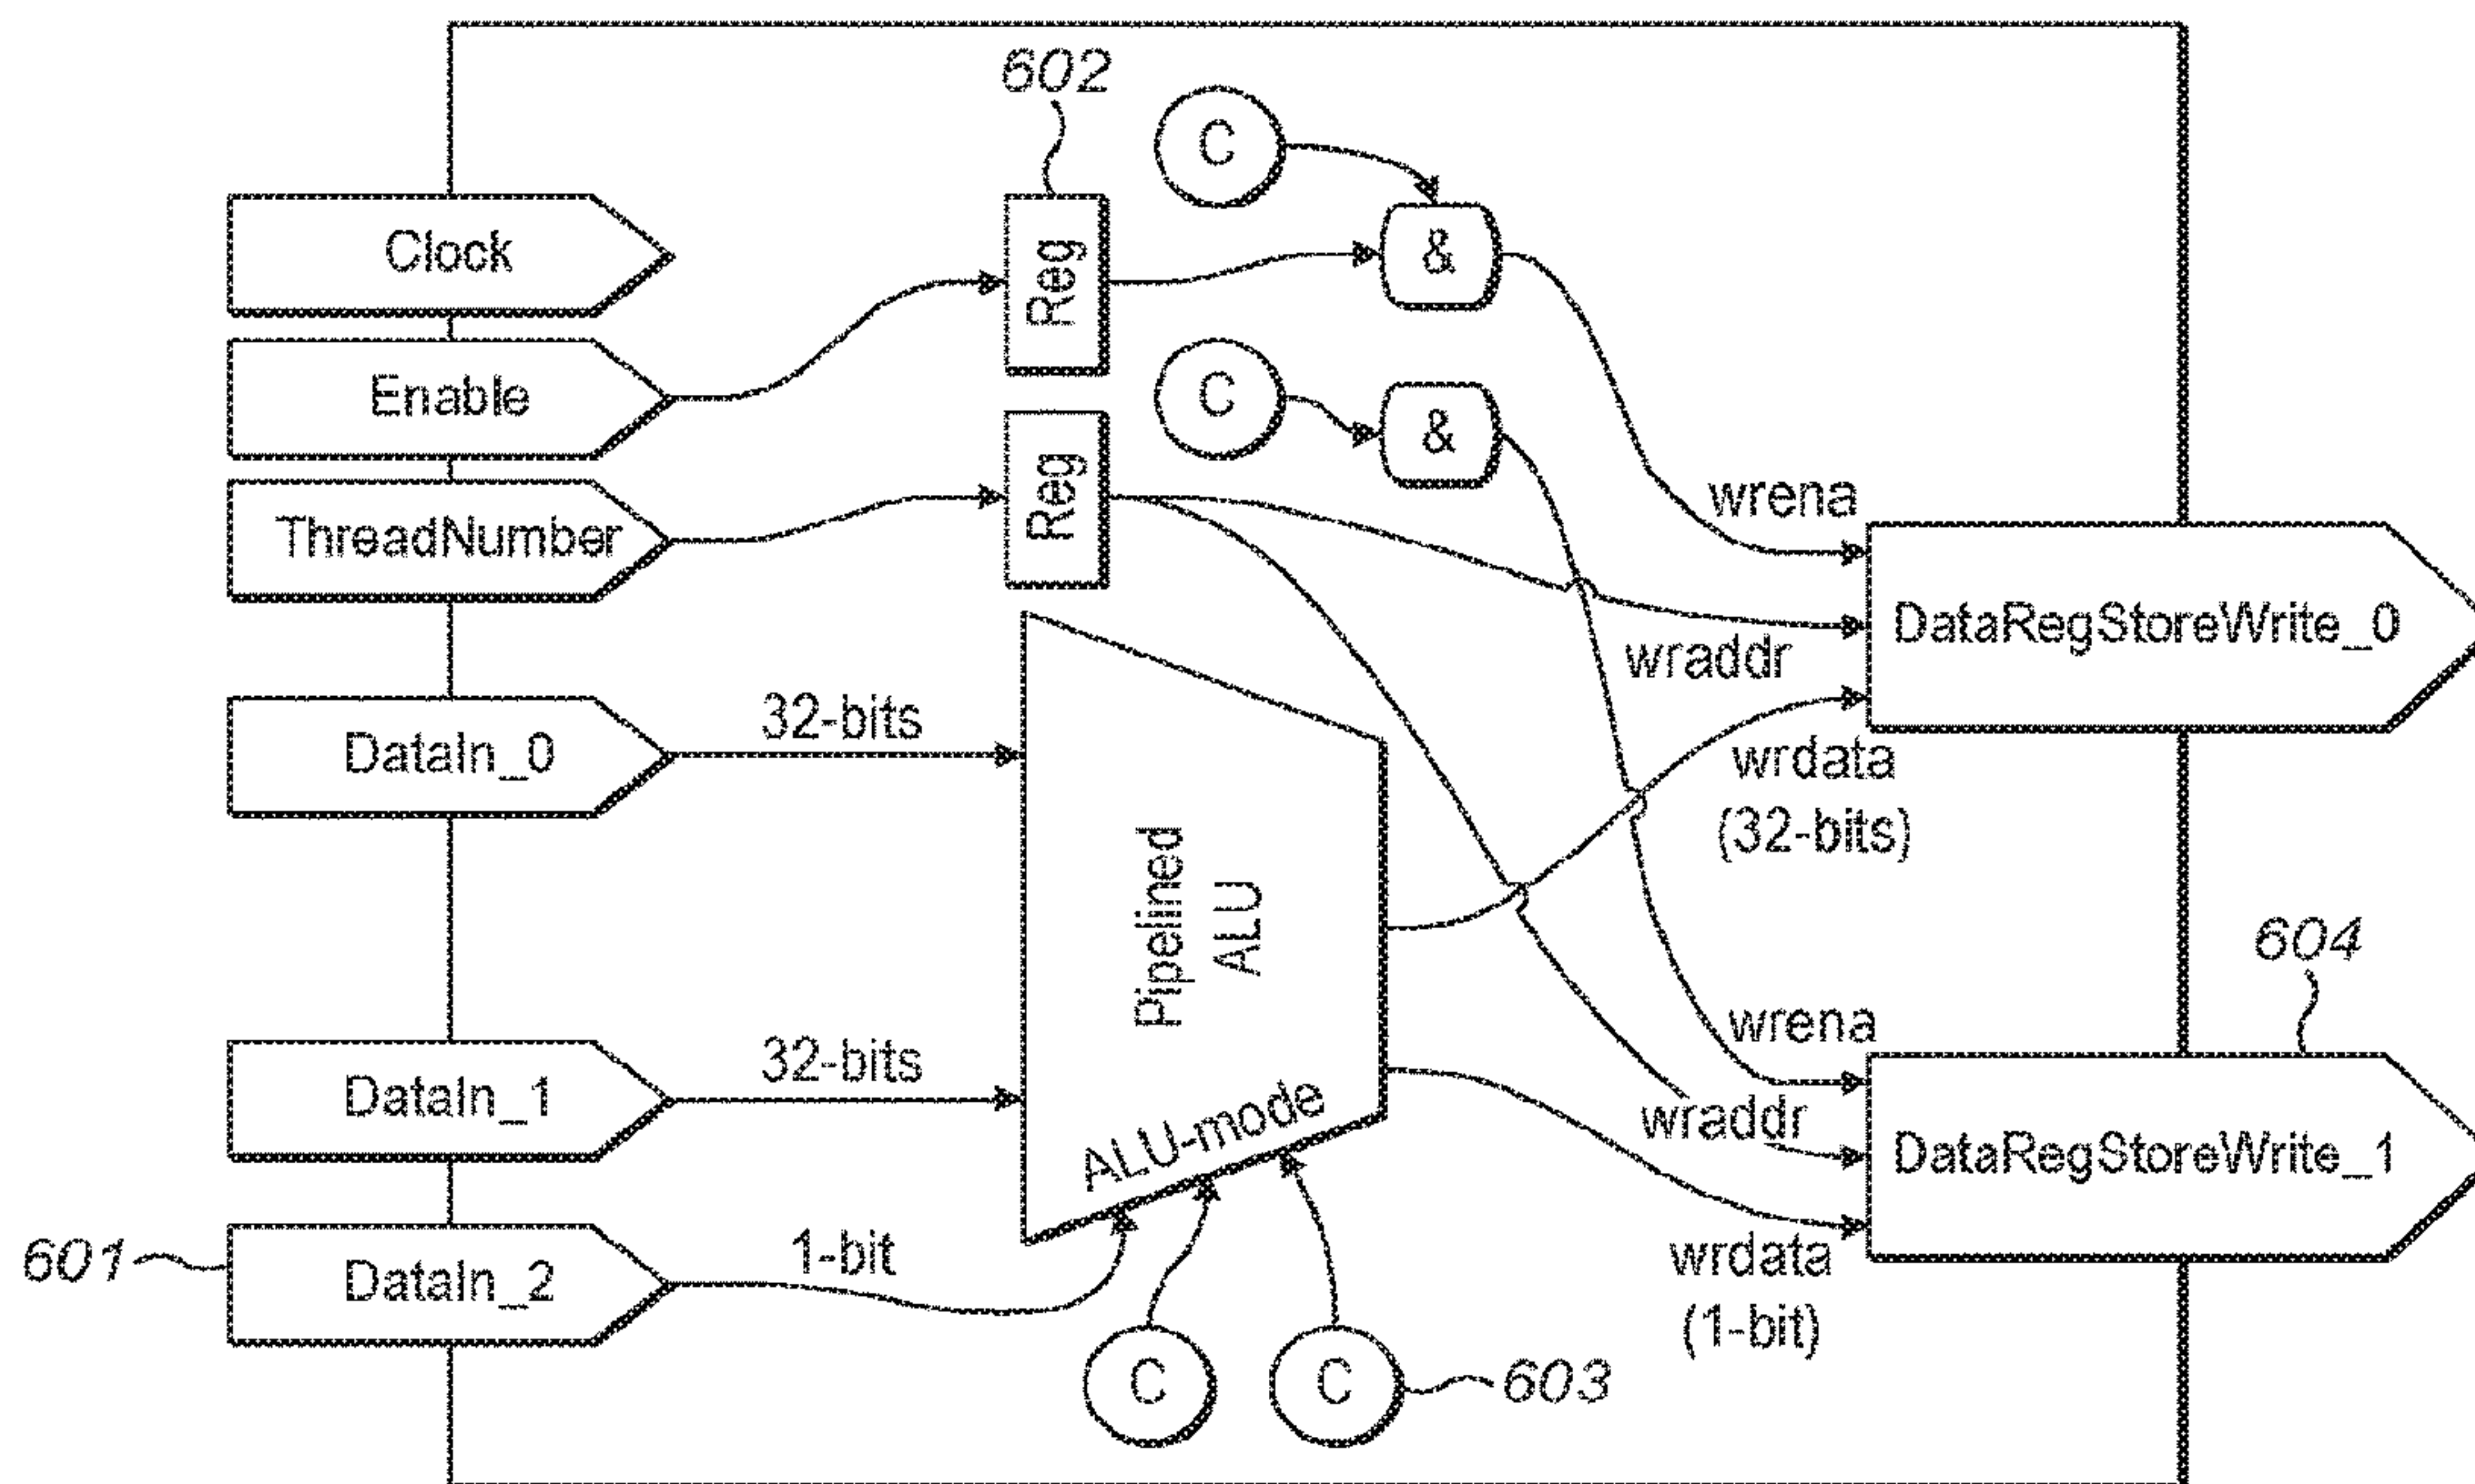 602
C
Clock
Reg
&
Enable
C
&
wrena
ThreadNumber
Reg
DataRegStoreWrite_0
wraddr
DataIn_0
32-bits
wrdata
(32-bits)
Pipelined
ALU
604
wrena
DataIn_1
32-bits
ALU-mode
wraddr
DataRegStoreWrite_1
601
DataIn_2
1-bit
wrdata
(1-bit)
C
C
603